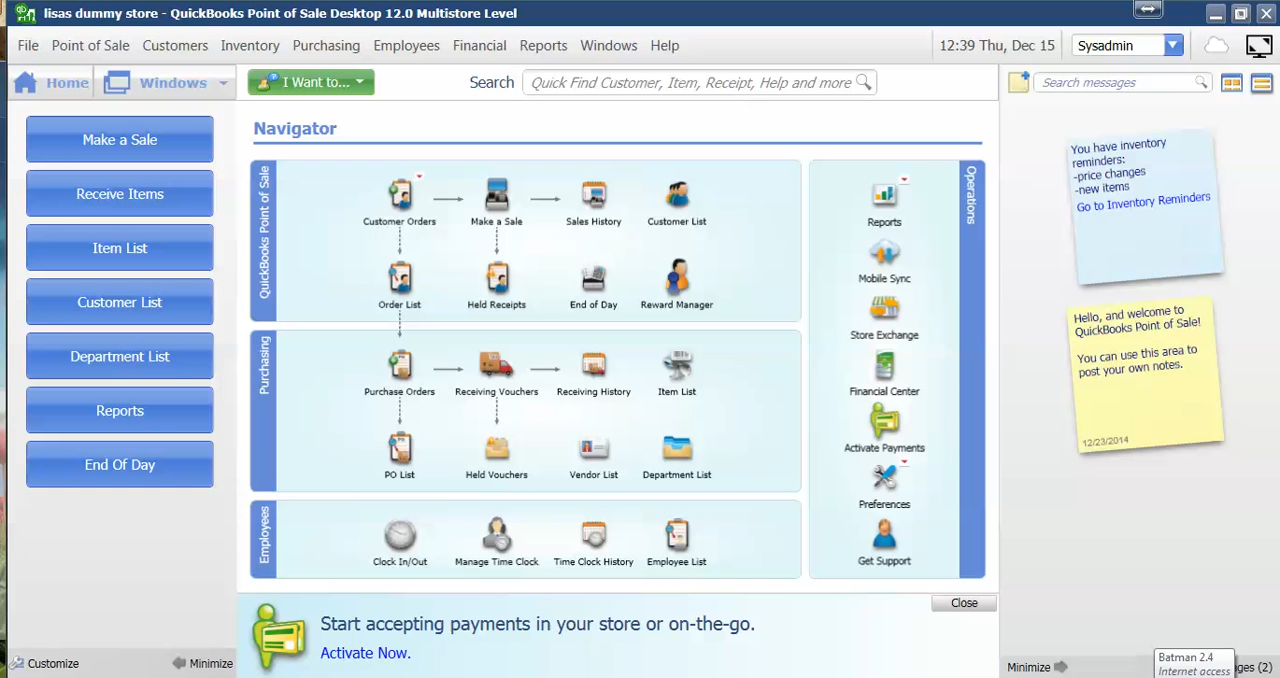 lisas dummy store - QuickBooks Point of Sale Desktop 12.0 Multistore Level
File Point of Sale Customers Inventory Purchasing Employees Financial Reports Windows Help
12:39 Thu, Dec 15
Sysadmin
Home
Windows
I Want to...
Search
Quick Find Customer, Item, Receipt, Help and more
Search messages
Make a Sale
Receive Items
Item List
Customer List
Department List
Reports
End Of Day
Customize
Minimize
Navigator
QuickBooks Point of Sale
Customer Orders
Make a Sale
Sales History
Customer List
Order List
Held Receipts
End of Day
Reward Manager
Purchasing
Purchase Orders
Receiving Vouchers
Receiving History
Item List
PO List
Held Vouchers
Vendor List
Department List
Employees
Clock In/Out
Manage Time Clock
Time Clock History
Employee List
Operations
Reports
Mobile Sync
Store Exchange
Financial Center
Activate Payments
Preferences
Get Support
Close
Start accepting payments in your store or on-the-go.
Activate Now.
You have inventory
reminders:
-price changes
-new items
Go to Inventory Reminders
Hello, and welcome to
QuickBooks Point of Sale!
You can use this area to
post your own notes.
12/23/2014
Minimize
Batman 2.4
Internet access
(2)